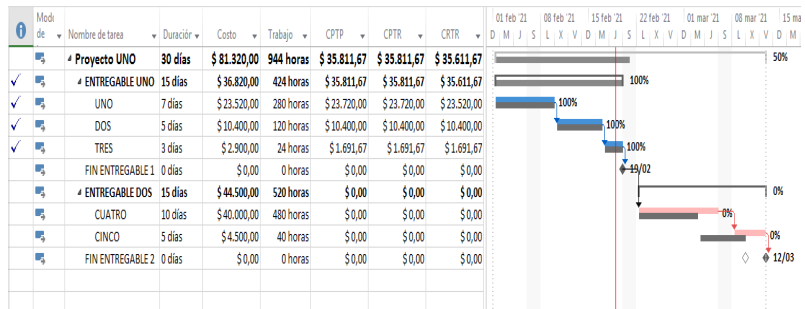 Modo de Nombre de tarea Duración Costo Trabajo CPTP CPTR CRTR
Proyecto UNO 30 días $ 81.320,00 944 horas $ 35.811,67 $ 35.811,67 $ 35.611,67
ENTREGABLE UNO 15 días $ 36.820,00 424 horas $ 35.811,67 $ 35.811,67 $ 35.611,67
UNO 7 días $ 23.520,00 280 horas $ 23.720,00 $ 23.720,00 $ 23.520,00
DOS 5 días $ 10.400,00 120 horas $ 10.400,00 $ 10.400,00 $ 10.400,00
TRES 3 días $ 2.900,00 24 horas $ 1.691,67 $ 1.691,67 $ 1.691,67
FIN ENTREGABLE 1 0 días $ 0,00 0 horas $ 0,00 $ 0,00 $ 0,00
ENTREGABLE DOS 15 días $ 44.500,00 520 horas $ 0,00 $ 0,00 $ 0,00
CUATRO 10 días $ 40.000,00 480 horas $ 0,00 $ 0,00 $ 0,00
CINCO 5 días $ 4.500,00 40 horas $ 0,00 $ 0,00 $ 0,00
FIN ENTREGABLE 2 0 días $ 0,00 0 horas $ 0,00 $ 0,00 $ 0,00
01 feb '21 08 feb '21 15 feb '21 22 feb '21 01 mar '21 08 mar '21 15 ma
D M J S L X V D M J S L X V D M J S L X V
50%
100%
100%
100%
100%
19/02
0%
0%
0%
12/03